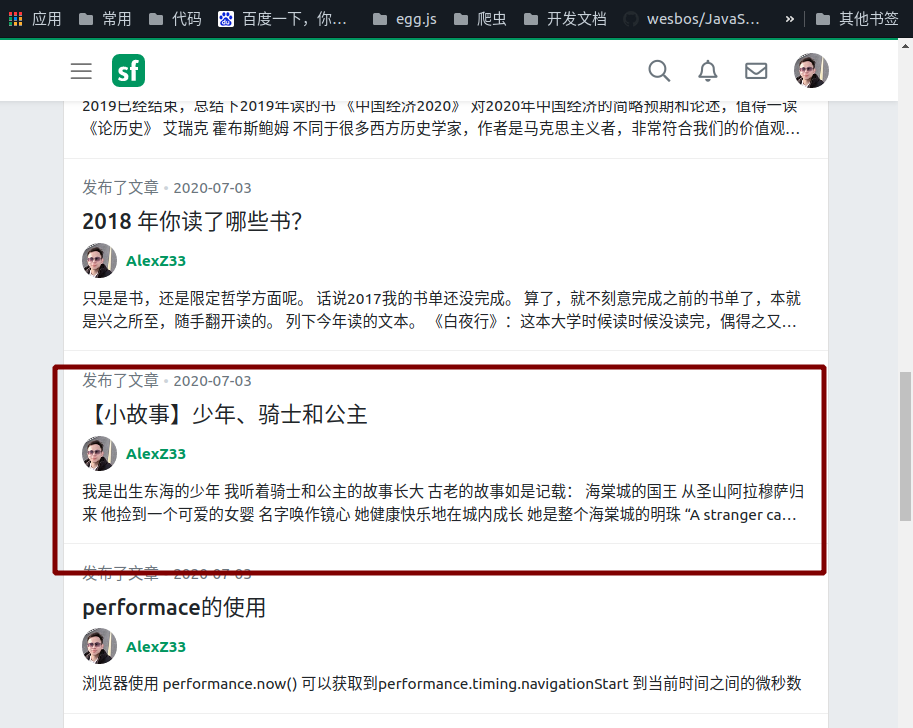 应用 常用 代码 百度一下，你… egg.js 爬虫 开发文档 wesbos/JavaS… » 其他书签
sf
2019已经结束，总结下2019年读的书 《中国经济2020》 对2020年中国经济的简略预期和论述，值得一读
《论历史》 艾瑞克 霍布斯鲍姆 不同于很多西方历史学家，作者是马克思主义者，非常符合我们的价值观…
发布了文章 • 2020-07-03
2018 年你读了哪些书？
AlexZ33
只是是书，还是限定哲学方面呢。 话说2017我的书单还没完成。 算了，就不刻意完成之前的书单了，本就
是兴之所至，随手翻开读的。 列下今年读的文本。 《白夜行》： 这本大学时候读时候没读完，偶得之又…
发布了文章 • 2020-07-03
【小故事】少年、骑士和公主
AlexZ33
我是出生东海的少年 我听着骑士和公主的故事长大 古老的故事如是记载： 海棠城的国王 从圣山阿拉穆萨归
来 他捡到一个可爱的女婴 名字唤作镜心 她健康快乐地在城内成长 她是整个海棠城的明珠 “A stranger ca…
发布了文章 • 2020-07-03
performace的使用
AlexZ33
浏览器使用 performance.now() 可以获取到performance.timing.navigationStart 到当前时间之间的微秒数